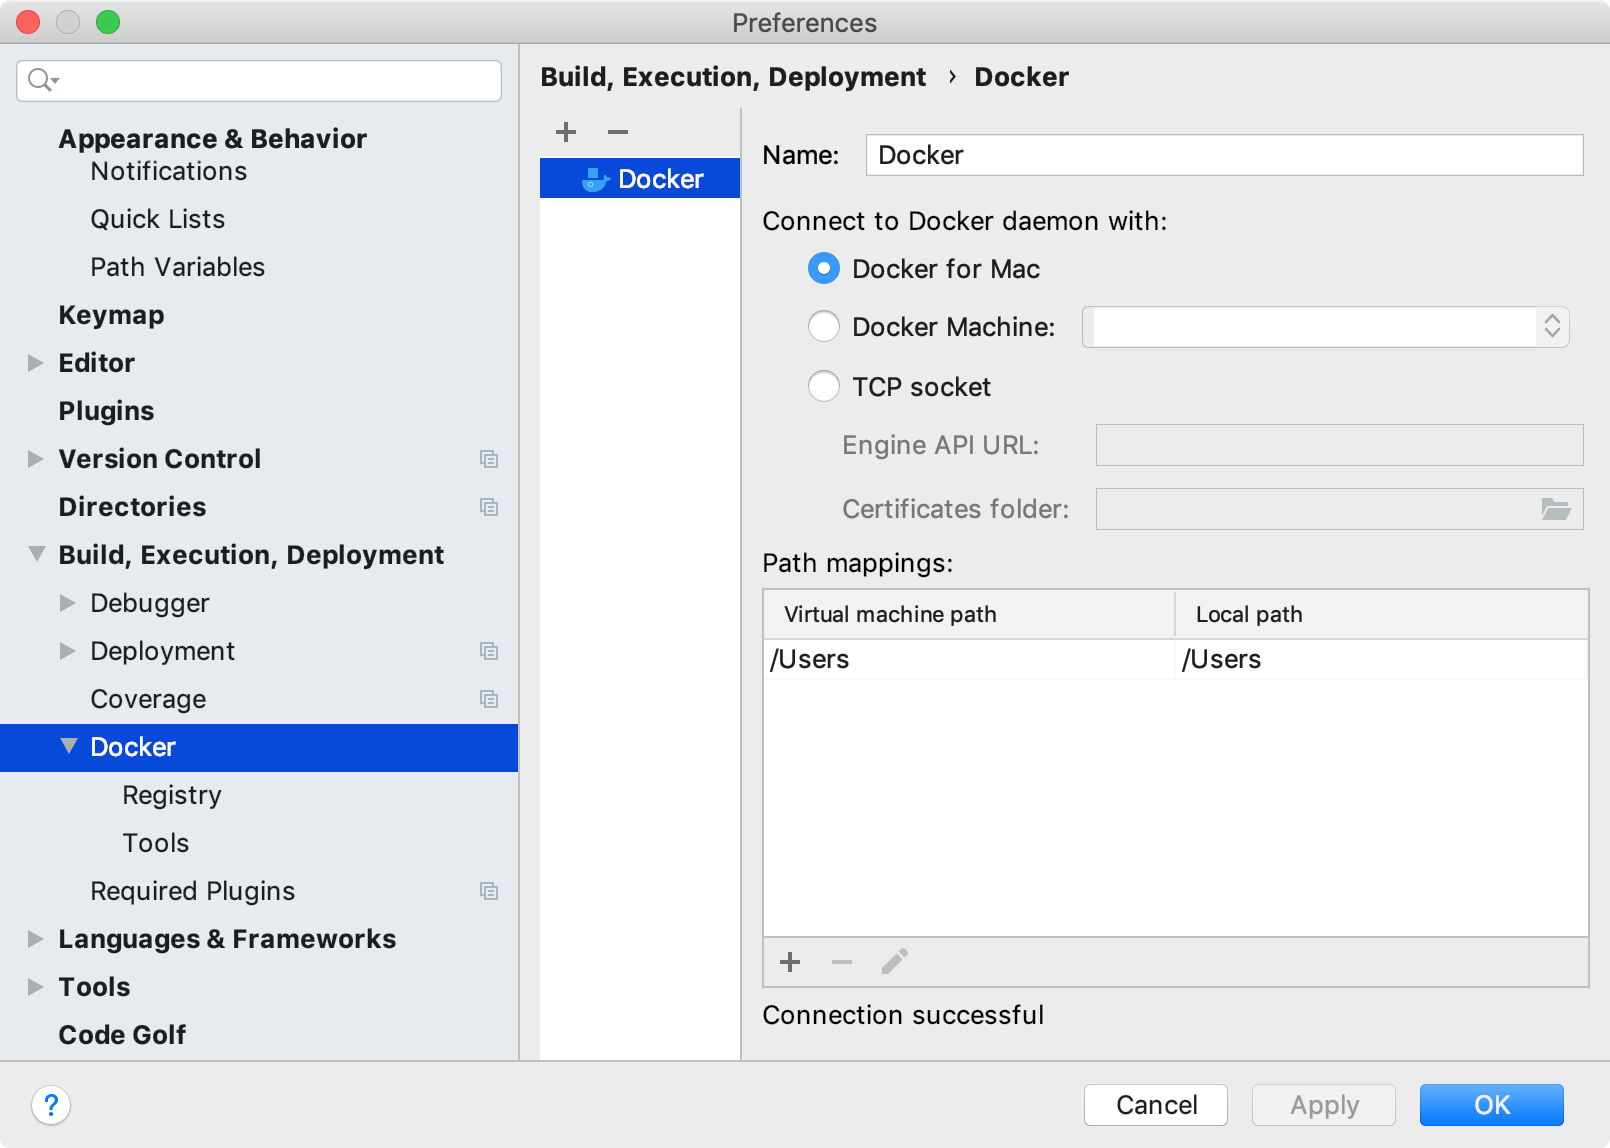 Preferences
Appearance & Behavior
Notifications
Quick Lists
Path Variables
Keymap
Editor
Plugins
Version Control
Directories
Build, Execution, Deployment
Debugger
Deployment
Coverage
Docker
Registry
Tools
Required Plugins
Languages & Frameworks
Tools
Code Golf
Build, Execution, Deployment › Docker
Docker
Name: Docker
Connect to Docker daemon with:
Docker for Mac
Docker Machine:
TCP socket
Engine API URL:
Certificates folder:
Path mappings:
Virtual machine path Local path
/Users /Users
Connection successful
? Cancel Apply OK